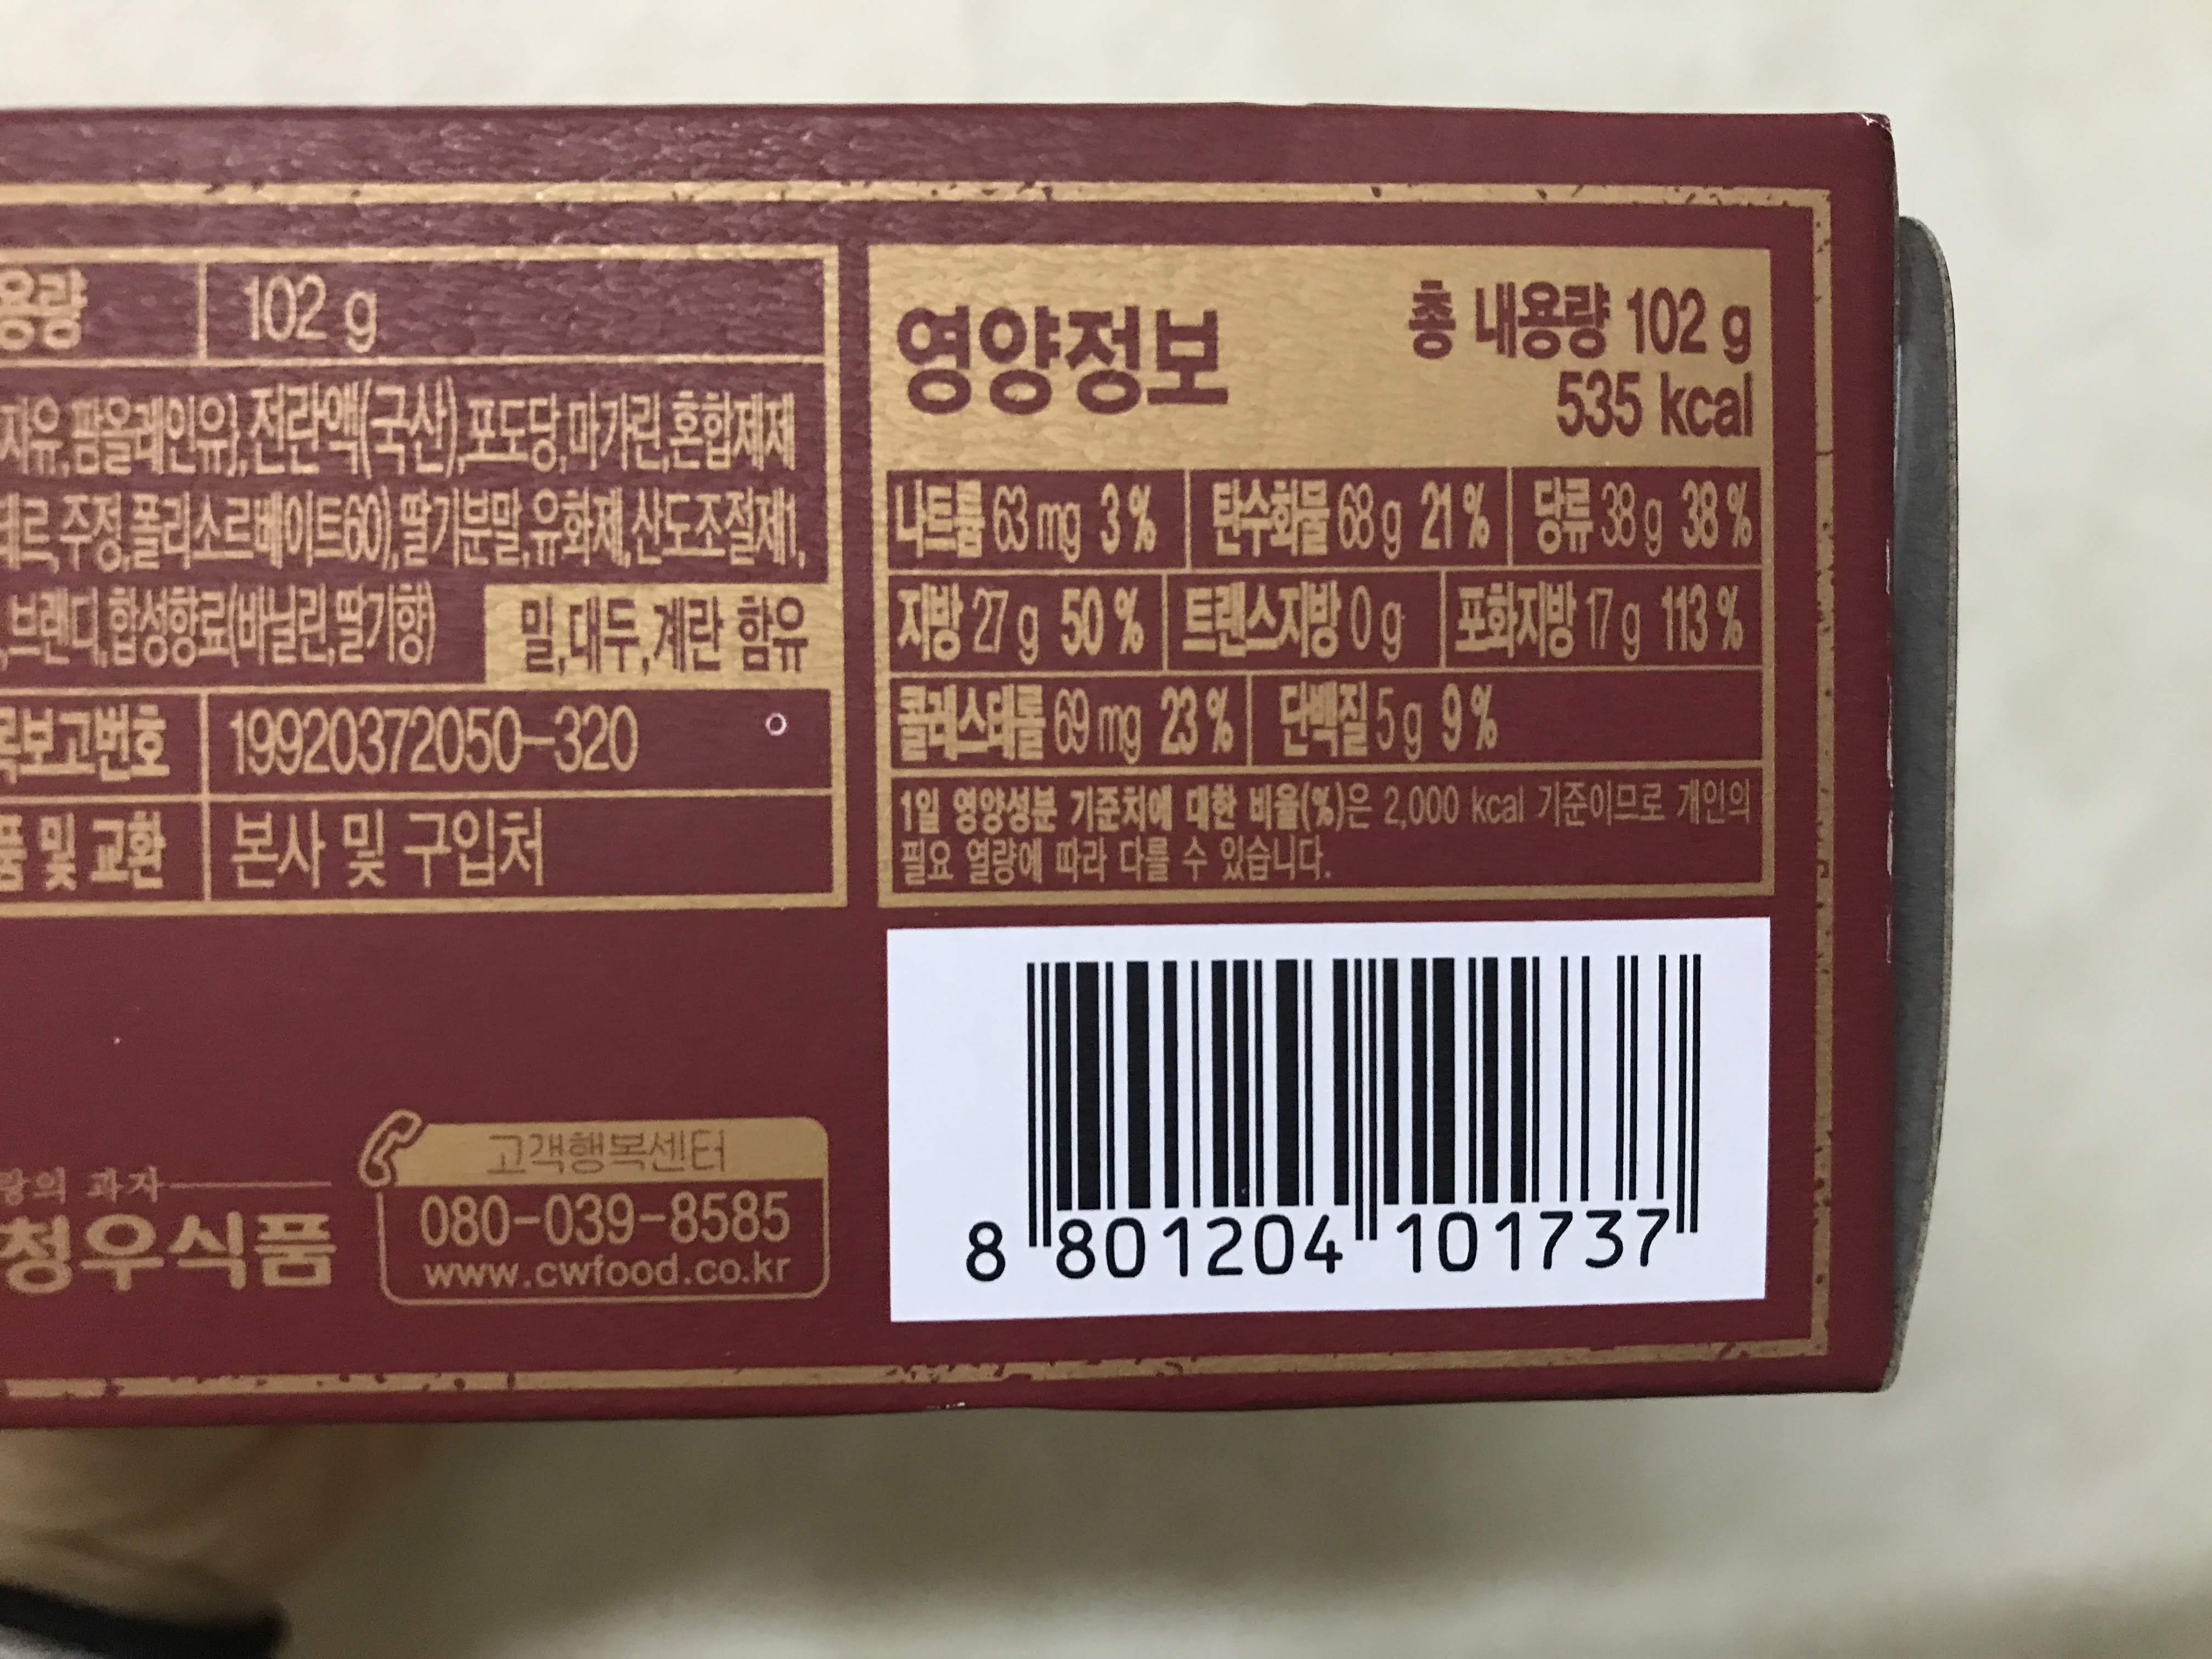 용량 102 g
자유,팜올레인유},전란액(국산),포도당,마가린,혼합제제
테르,주정,폴리소르베이트60),딸기분말,유화제,산도조절제1,
,브랜디,합성향료(바닐린,딸기향)
밀,대두,계란 함유
목보고번호 19920372050-320
품 및 교환 본사 및 구입처
영양정보
총 내용량 102 g
535 kcal
나트륨 63 mg 3 % 탄수화물 68 g 21 % 당류 38 g 38 %
지방 27 g 50 % 트랜스지방 0 g 포화지방 17 g 113 %
콜레스테롤 69 mg 23 % 단백질 5 g 9 %
1일 영양성분 기준치에 대한 비율(%)은 2,000 kcal 기준이므로 개인의
필요 열량에 따라 다를 수 있습니다.
과자
청우식품
고객행복센터
080-039-8585
www.cwfood.co.kr
8 801204 101737